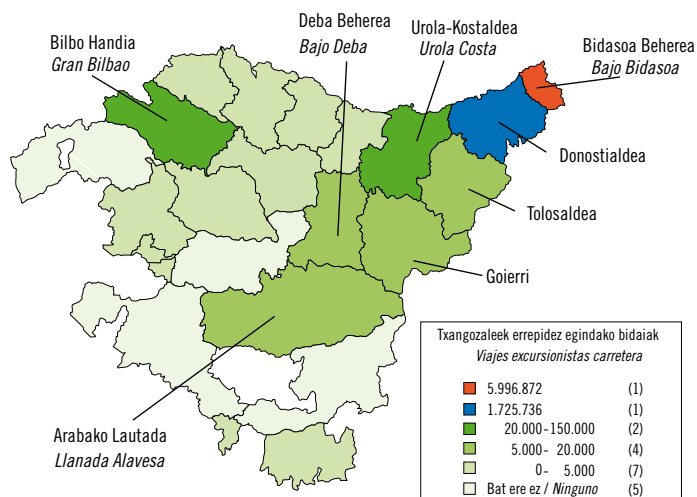 Bilbo Handia
Gran Bilbao
Deba Beherea
Bajo Deba
Urola-Kostaldea
Urola Costa
Bidasoa Beherea
Bajo Bidasoa
Donostialdea
Tolosaldea
Goierri
Arabako Lautada
Llanada Alavesa
Txangozaleek errepidez egindako bidaiak
Viajes excursionistas carretera
5.996.872 (1)
1.725.736 (1)
20.000-150.000 (2)
5.000- 20.000 (4)
0- 5.000 (7)
Bat ere ez / Ninguno (5)